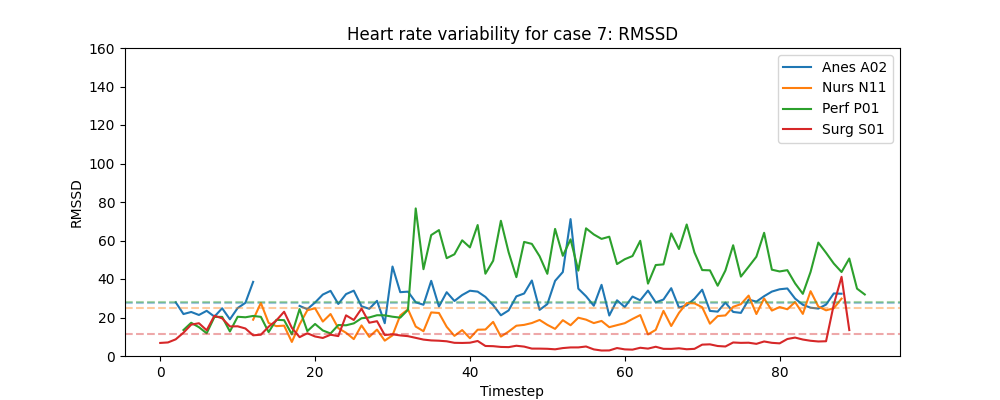 Heart rate variability for case 7: RMSSD
160
140
120
100
80
60
40
20
0
RMSSD
Anes A02
Nurs N11
Perf P01
Surg S01
0 20 40 60 80
Timestep